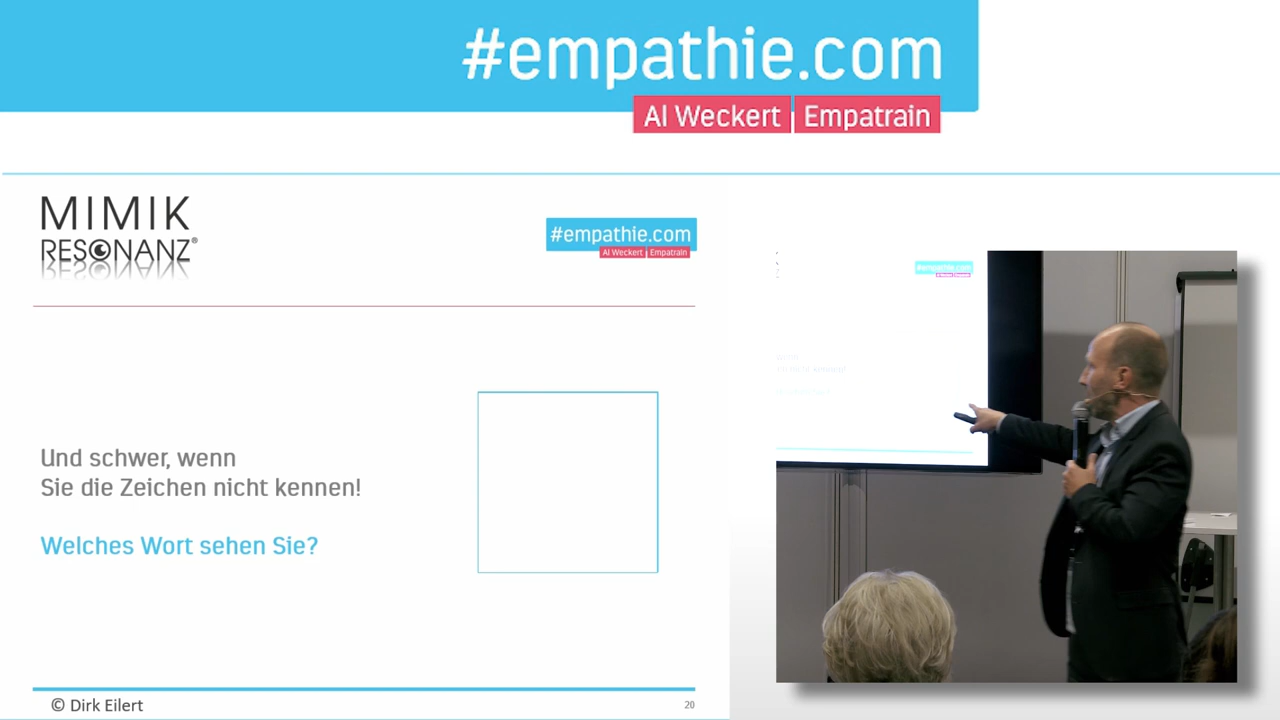 #empathie.com
Al Weckert Empatrain
MIMIK
RESONANZ®
#empathie.com
Al Weckert Empatrain
Und schwer, wenn
Sie die Zeichen nicht kennen!
Welches Wort sehen Sie?
© Dirk Eilert
20